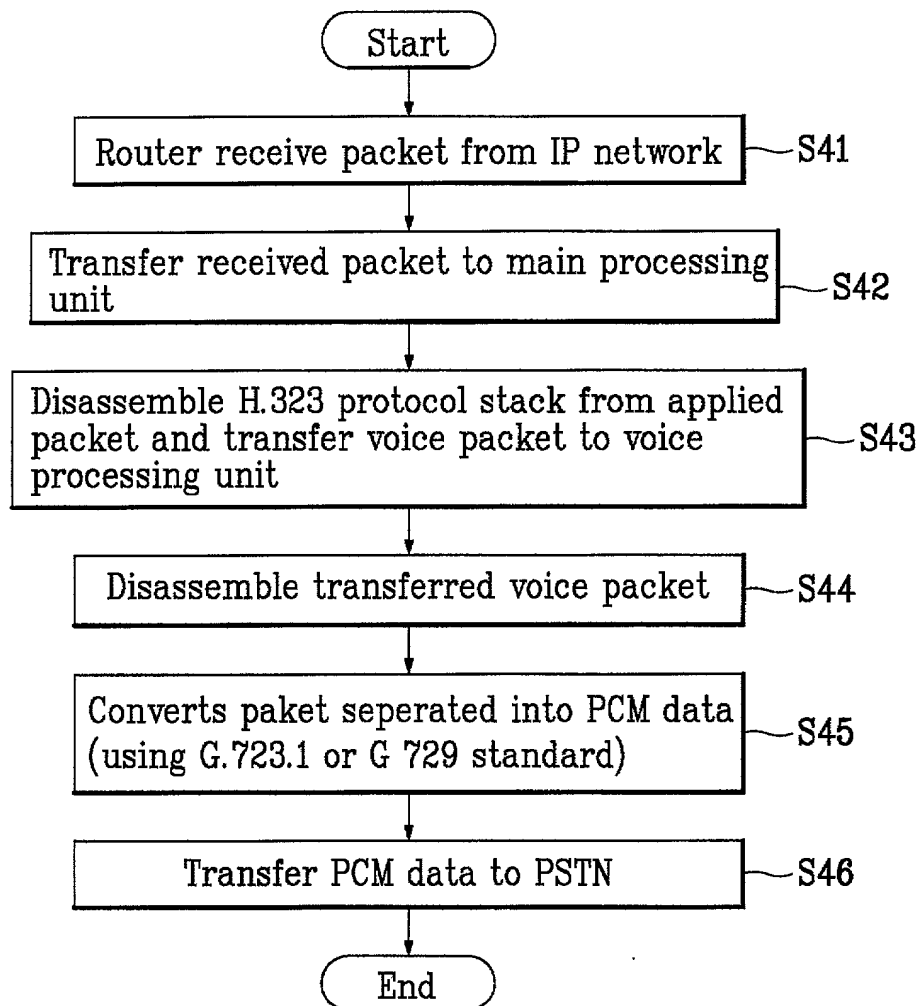 Start
Router receive packet from IP network
S41
Transfer received packet to main processing
unit
S42
Disassemble H.323 protocol stack from applied
packet and transfer voice packet to voice
processing unit
S43
Disassemble transferred voice packet
S44
Converts paket seperated into PCM data
(using G.723.1 or G 729 standard)
S45
Transfer PCM data to PSTN
S46
End